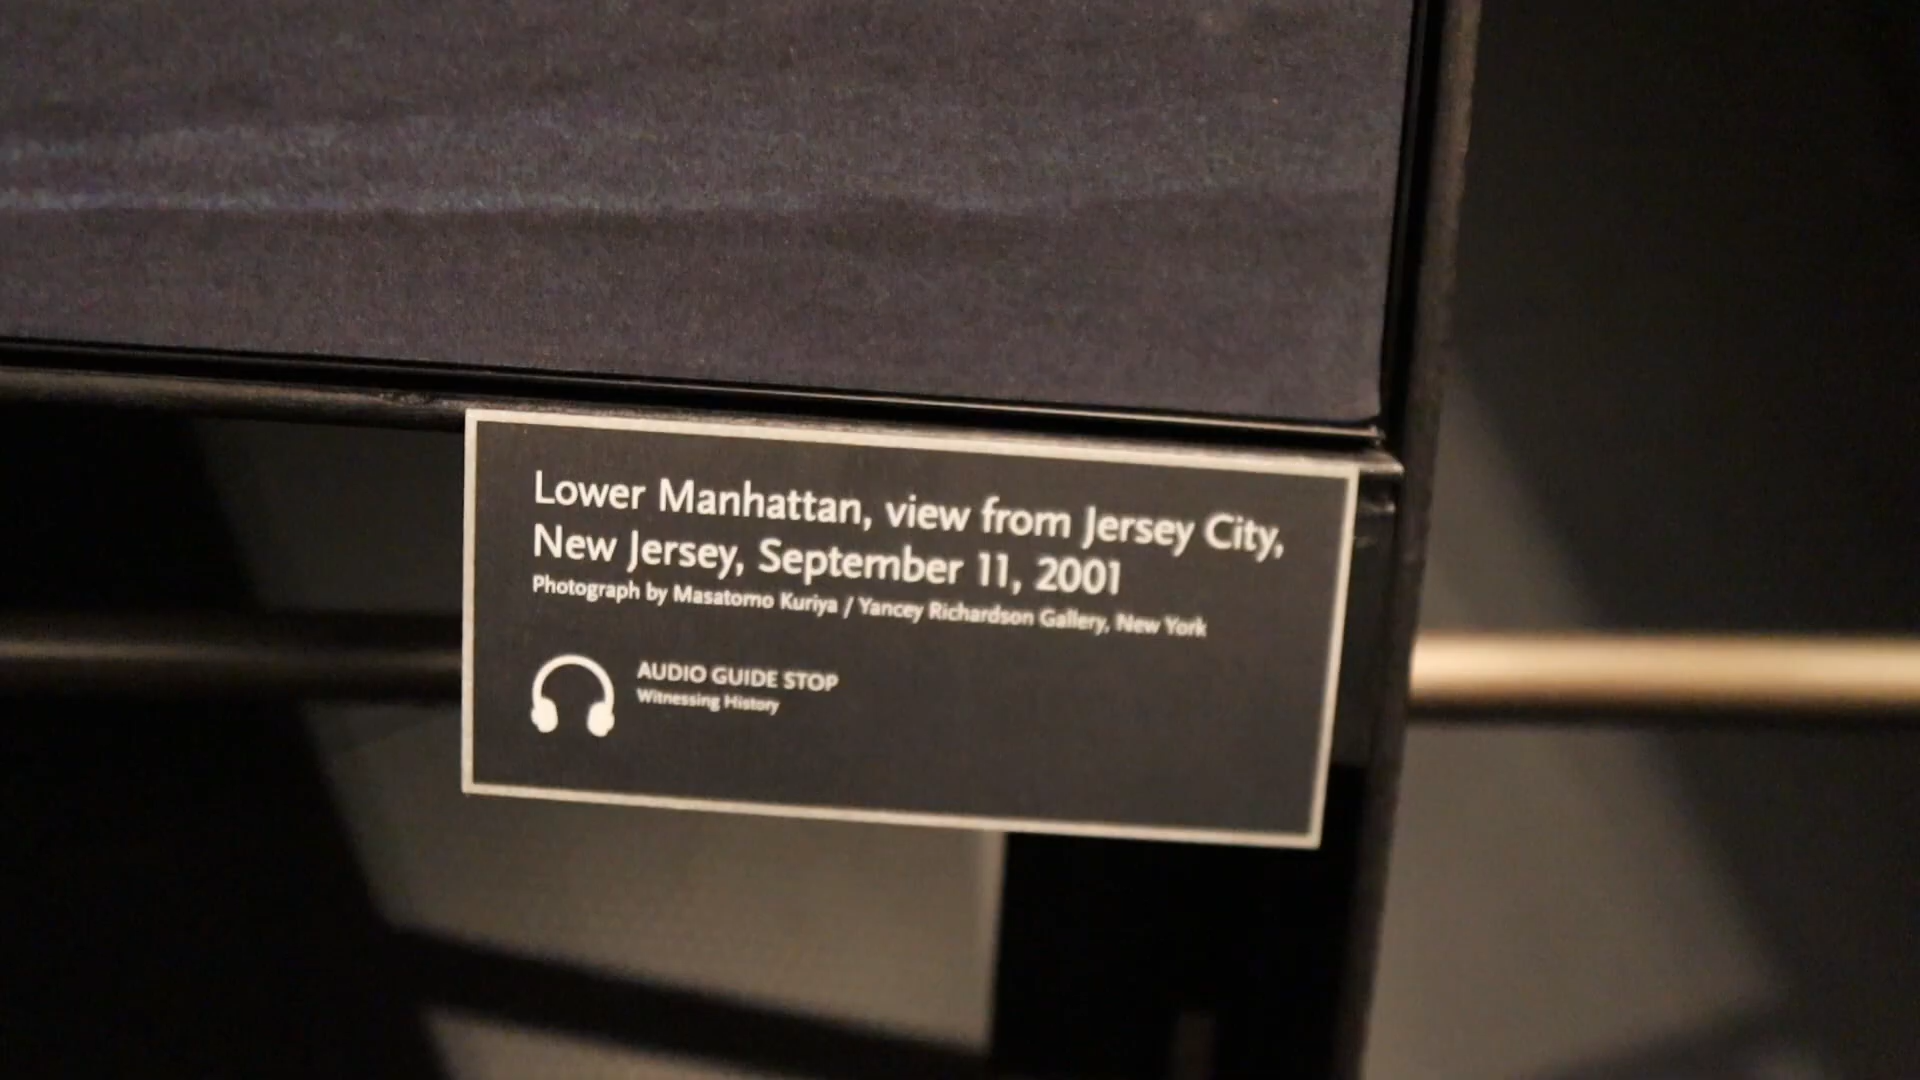 Lower Manhattan, view from Jersey City,
New Jersey, September 11, 2001
Photograph by Masatomo Kuriya / Yancey Richardson Gallery, New York
AUDIO GUIDE STOP
Witnessing History